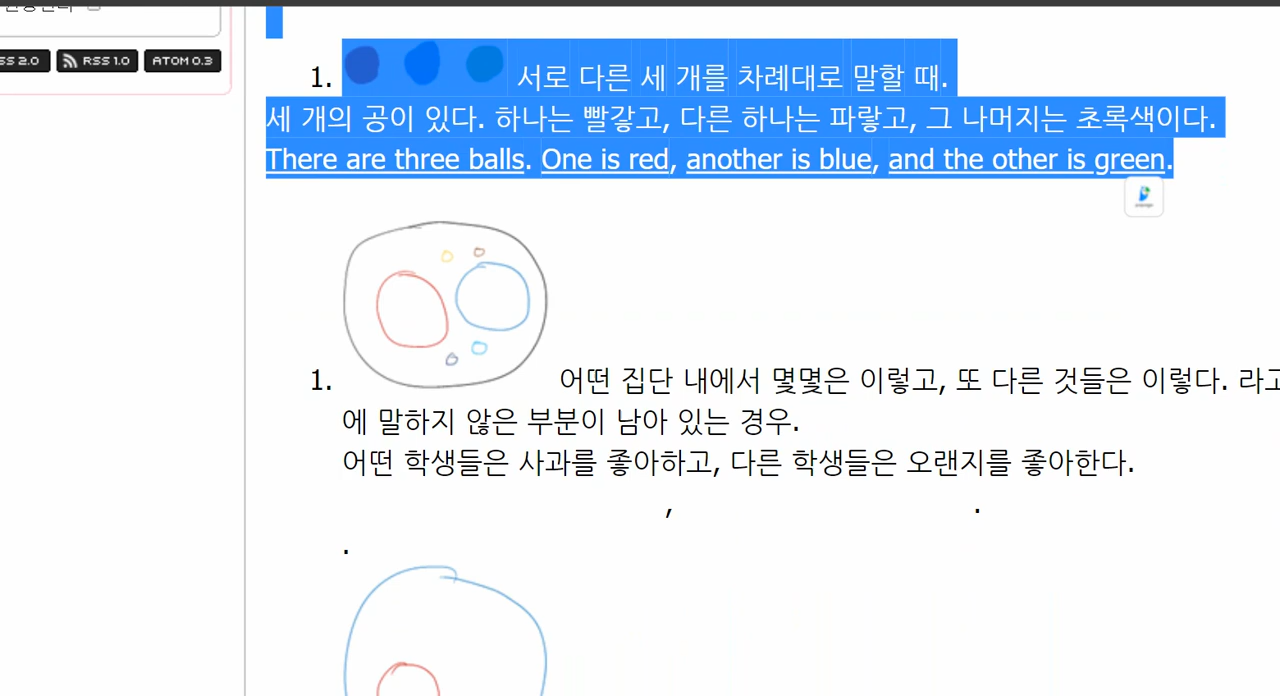 SS 2.0 RSS 1.0 ATOM 0.3
1. 서로 다른 세 개를 차례대로 말할 때.
세 개의 공이 있다. 하나는 빨갛고, 다른 하나는 파랗고, 그 나머지는 초록색이다.
There are three balls. One is red, another is blue, and the other is green.
1. 어떤 집단 내에서 몇몇은 이렇고, 또 다른 것들은 이렇다. 라고
에 말하지 않은 부분이 남아 있는 경우.
어떤 학생들은 사과를 좋아하고, 다른 학생들은 오랜지를 좋아한다.
, .
.